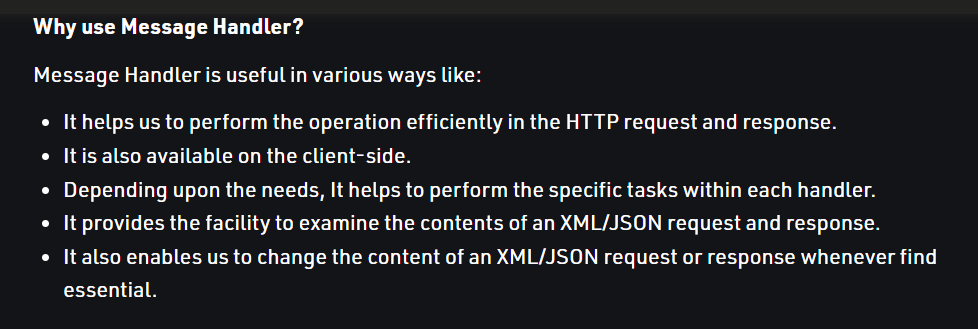 Why use Message Handler?
Message Handler is useful in various ways like:
• It helps us to perform the operation efficiently in the HTTP request and response.
• It is also available on the client-side.
• Depending upon the needs, It helps to perform the specific tasks within each handler.
• It provides the facility to examine the contents of an XML/JSON request and response.
• It also enables us to change the content of an XML/JSON request or response whenever find
essential.